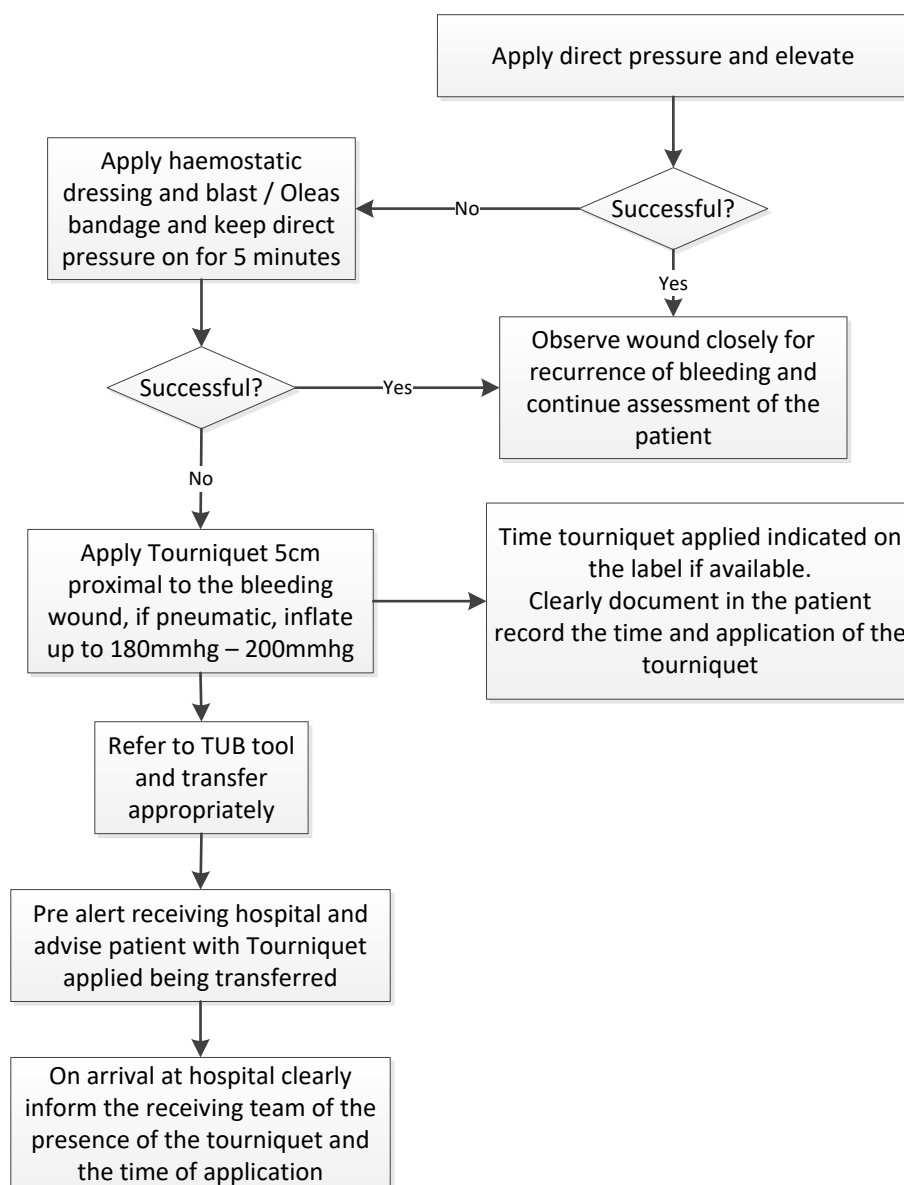 Apply direct pressure and elevate
Successful?
No
Apply haemostatic
dressing and blast / Oleas
bandage and keep direct
pressure on for 5 minutes
Yes
Observe wound closely for
recurrence of bleeding and
continue assessment of the
patient
Successful?
Yes
No
Apply Tourniquet 5cm
proximal to the bleeding
wound, if pneumatic, inflate
up to 180mmhg – 200mmhg
Time tourniquet applied indicated on
the label if available.
Clearly document in the patient
record the time and application of the
tourniquet
Refer to TUB tool
and transfer
appropriately
Pre alert receiving hospital and
advise patient with Tourniquet
applied being transferred
On arrival at hospital clearly
inform the receiving team of the
presence of the tourniquet and
the time of application